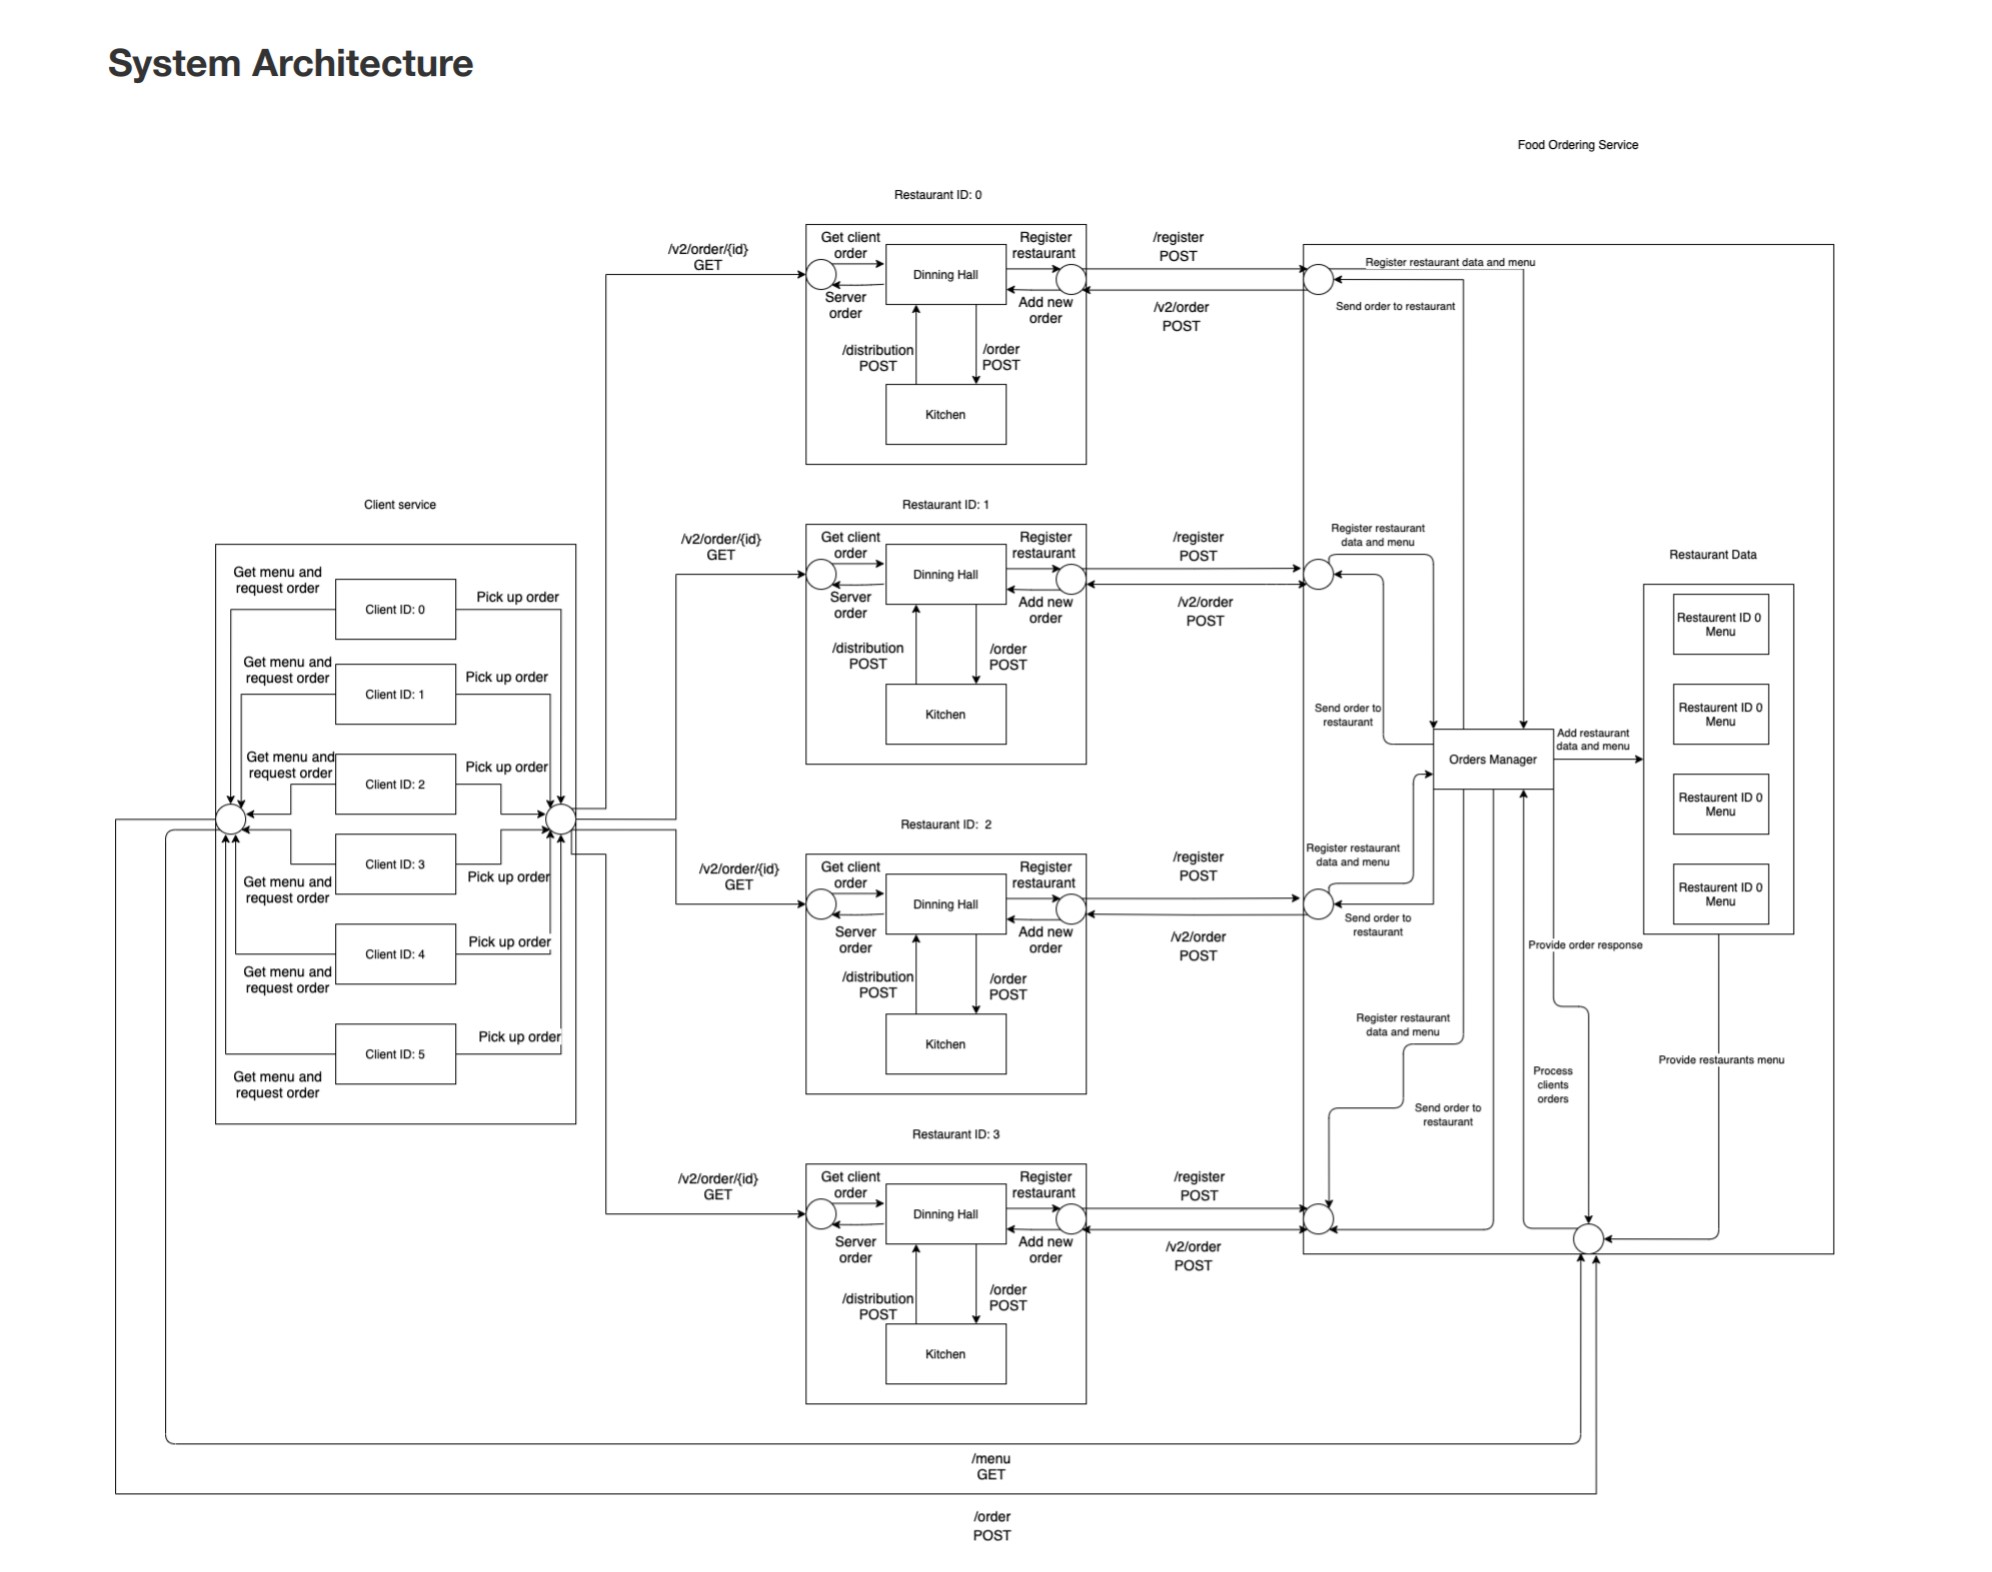 System Architecture
Food Ordering Service
Restaurant ID: 0
/v2/order/{id}
GET
Get client
order
Server
order
Dinning Hall
Register
restaurant
Add new
order
/distribution
POST
/order
POST
Kitchen
/register
POST
/v2/order
POST
Register restaurant data and menu
Send order to restaurant
Client service
Get menu and
request order
Client ID: 0
Pick up order
Get menu and
request order
Client ID: 1
Pick up order
Get menu and
request order
Client ID: 2
Pick up order
Client ID: 3
Get menu and
request order
Pick up order
Client ID: 4
Get menu and
request order
Pick up order
Client ID: 5
Get menu and
request order
Pick up order
Restaurant ID: 1
/v2/order/{id}
GET
Get client
order
Server
order
Dinning Hall
Register
restaurant
Add new
order
/distribution
POST
/order
POST
Kitchen
/register
POST
/v2/order
POST
Register restaurant
data and menu
Send order to
restaurant
Orders Manager
Add restaurant
data and menu
Restaurant Data
Restaurent ID 0
Menu
Restaurent ID 0
Menu
Restaurent ID 0
Menu
Restaurent ID 0
Menu
Restaurant ID: 2
/v2/order/{id}
GET
Get client
order
Server
order
Dinning Hall
Register
restaurant
Add new
order
/distribution
POST
/order
POST
Kitchen
/register
POST
/v2/order
POST
Register restaurant
data and menu
Send order to
restaurant
Provide order response
Register restaurant
data and menu
Send order to
restaurant
Process
clients
orders
Provide restaurants menu
Restaurant ID: 3
/v2/order/{id}
GET
Get client
order
Server
order
Dinning Hall
Register
restaurant
Add new
order
/distribution
POST
/order
POST
Kitchen
/register
POST
/v2/order
POST
/menu
GET
/order
POST